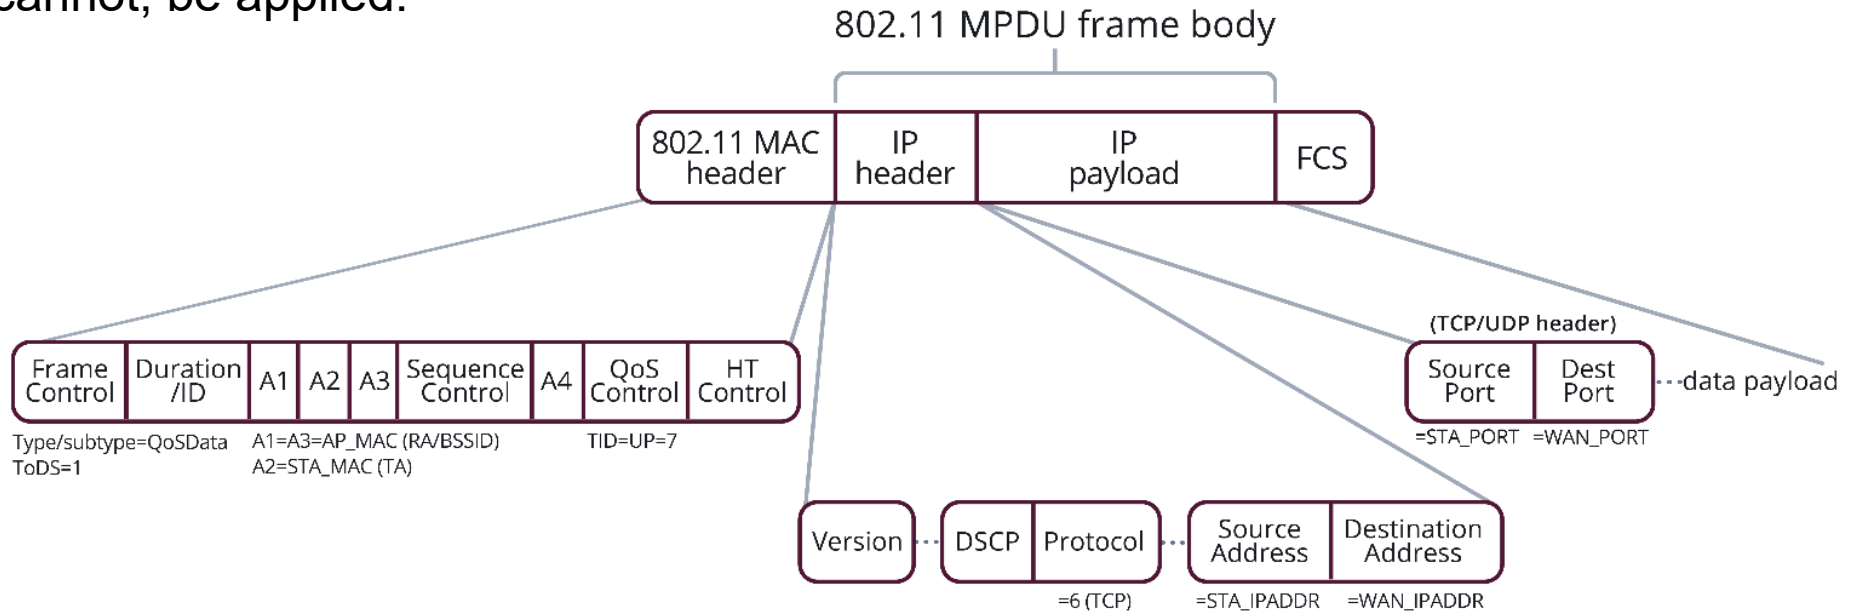 cannot, be applied.
802.11 MPDU frame body
802.11 MAC
header
IP
header
IP
payload
FCS
(TCP/UDP header)
Frame
Control
Duration
/ID
A1
A2
A3
Sequence
Control
A4
QoS
Control
HT
Control
Source
Port
Dest
Port
data payload
Type/subtype=QoSData
ToDS=1
A1=A3=AP_MAC (RA/BSSID)
A2=STA_MAC (TA)
TID=UP=7
=STA_PORT
=WAN_PORT
Version
DSCP
Protocol
Source
Address
Destination
Address
=6 (TCP)
=STA_IPADDR
=WAN_IPADDR